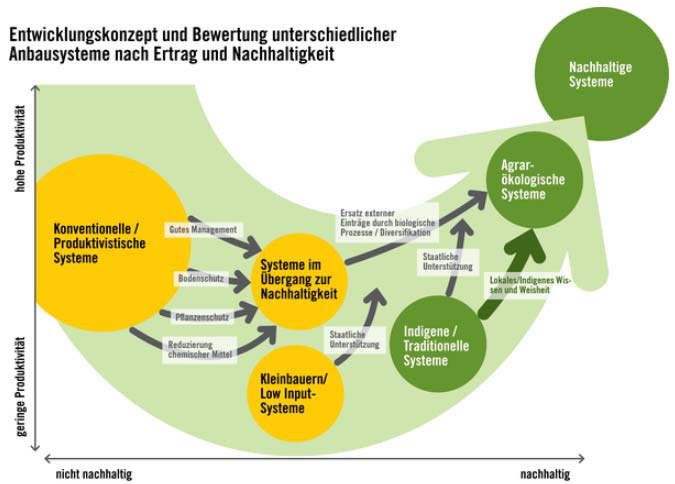 Entwicklungskonzept und Bewertung unterschiedlicher
Anbausysteme nach Ertrag und Nachhaltigkeit
Nachhaltige
Systeme
hohe Produktivität
geringe Produktivität
Agrar-
ökologische
Systeme
Konventionelle /
Produktivistische
Systeme
Gutes Management
Bodenschutz
Pflanzenschutz
Reduzierung
chemischer Mittel
Systeme im
Übergang zur
Nachhaltigkeit
Ersatz externer
Einträge durch biologische
Prozesse / Diversifikation
Staatliche
Unterstützung
Lokales/Indigenes Wis-
sen und Weisheit
Staatliche
Unterstützung
Indigene /
Traditionelle
Systeme
Kleinbauern/
Low Input-
Systeme
nicht nachhaltig
nachhaltig